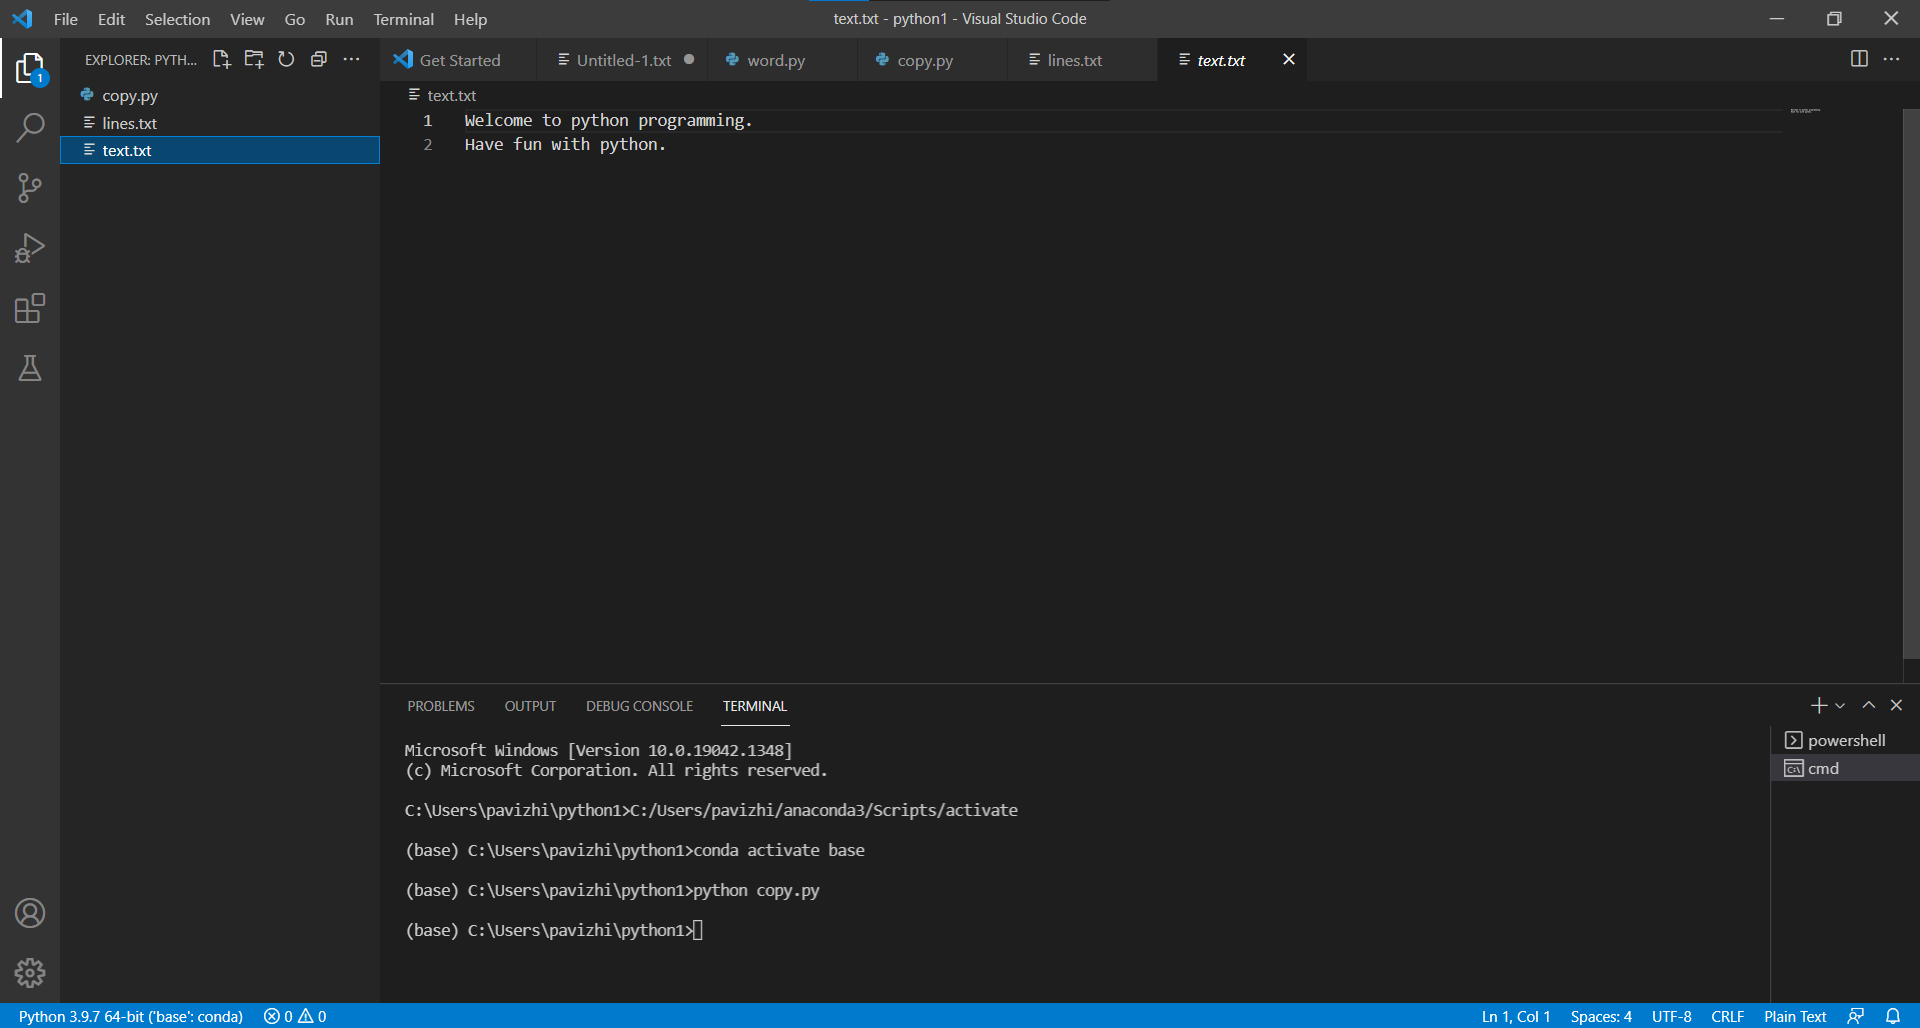 File Edit Selection View Go Run Terminal Help
text.txt - python1 - Visual Studio Code
EXPLORER: PYTH...
1
copy.py
lines.txt
text.txt
Get Started
Untitled-1.txt
word.py
copy.py
lines.txt
text.txt
text.txt
1 Welcome to python programming.
2 Have fun with python.
PROBLEMS OUTPUT DEBUG CONSOLE TERMINAL
Microsoft Windows [Version 10.0.19042.1348]
(c) Microsoft Corporation. All rights reserved.
C:\Users\pavizhi\python1>C:/Users/pavizhi/anaconda3/Scripts/activate
(base) C:\Users\pavizhi\python1>conda activate base
(base) C:\Users\pavizhi\python1>python copy.py
(base) C:\Users\pavizhi\python1>
powershell
cmd
Python 3.9.7 64-bit ('base': conda) 0 0
Ln 1, Col 1 Spaces: 4 UTF-8 CRLF Plain Text